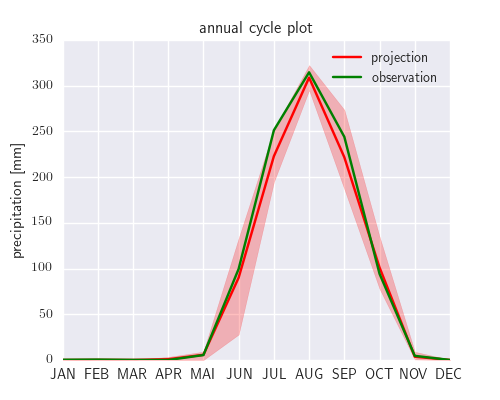 annual cycle plot
350
300
250
200
150
100
50
0
precipitation [mm]
projection
observation
JAN FEB MAR APR MAI JUN JUL AUG SEP OCT NOV DEC